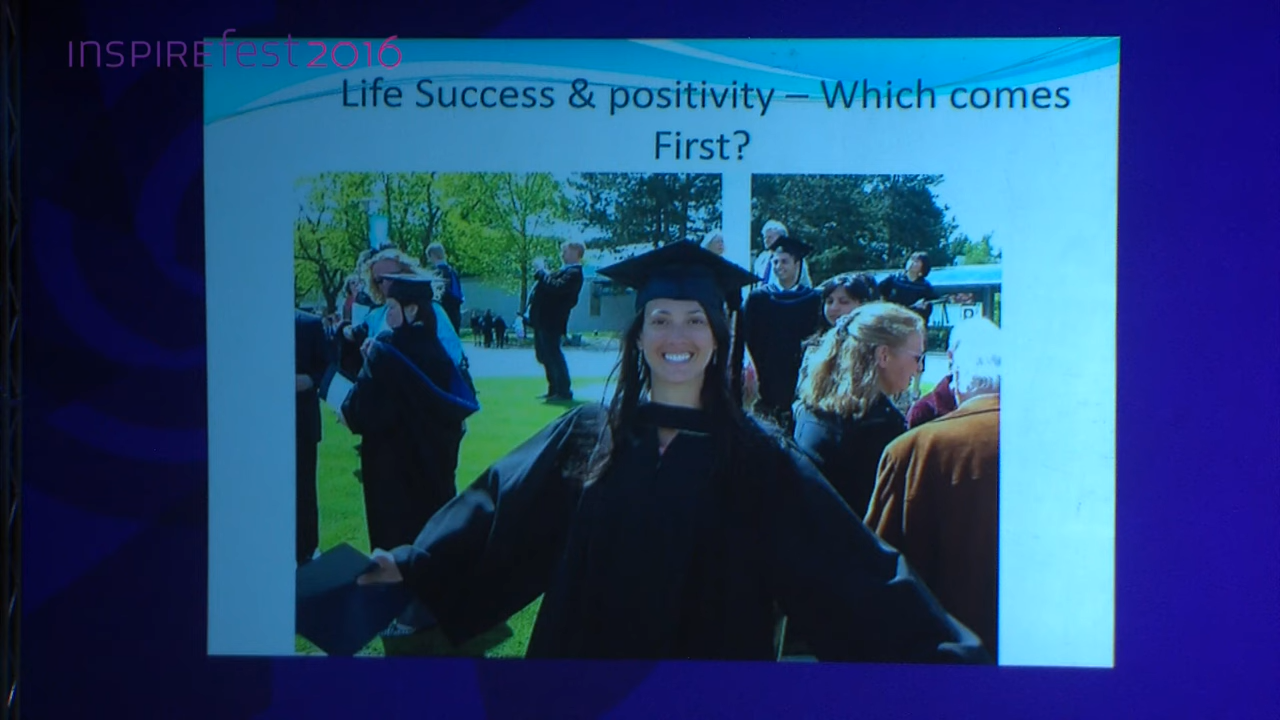 INSPIREfest2016
Life Success & positivity – Which comes
First?